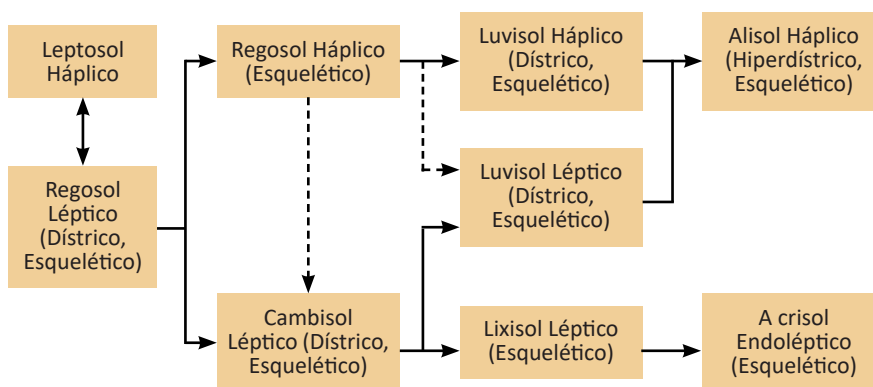 Leptosol
Háplico
Regosol
Léptico
(Dístrico,
Esquelético)
Regosol Háplico
(Esquelético)
Cambisol
Léptico (Dístrico,
Esquelético)
Luvisol Háplico
(Dístrico,
Esquelético)
Luvisol Léptico
(Dístrico,
Esquelético)
Lixisol Léptico
(Esquelético)
Alisol Háplico
(Hiperdístrico,
Esquelético)
A crisol
Endoléptico
(Esquelético)